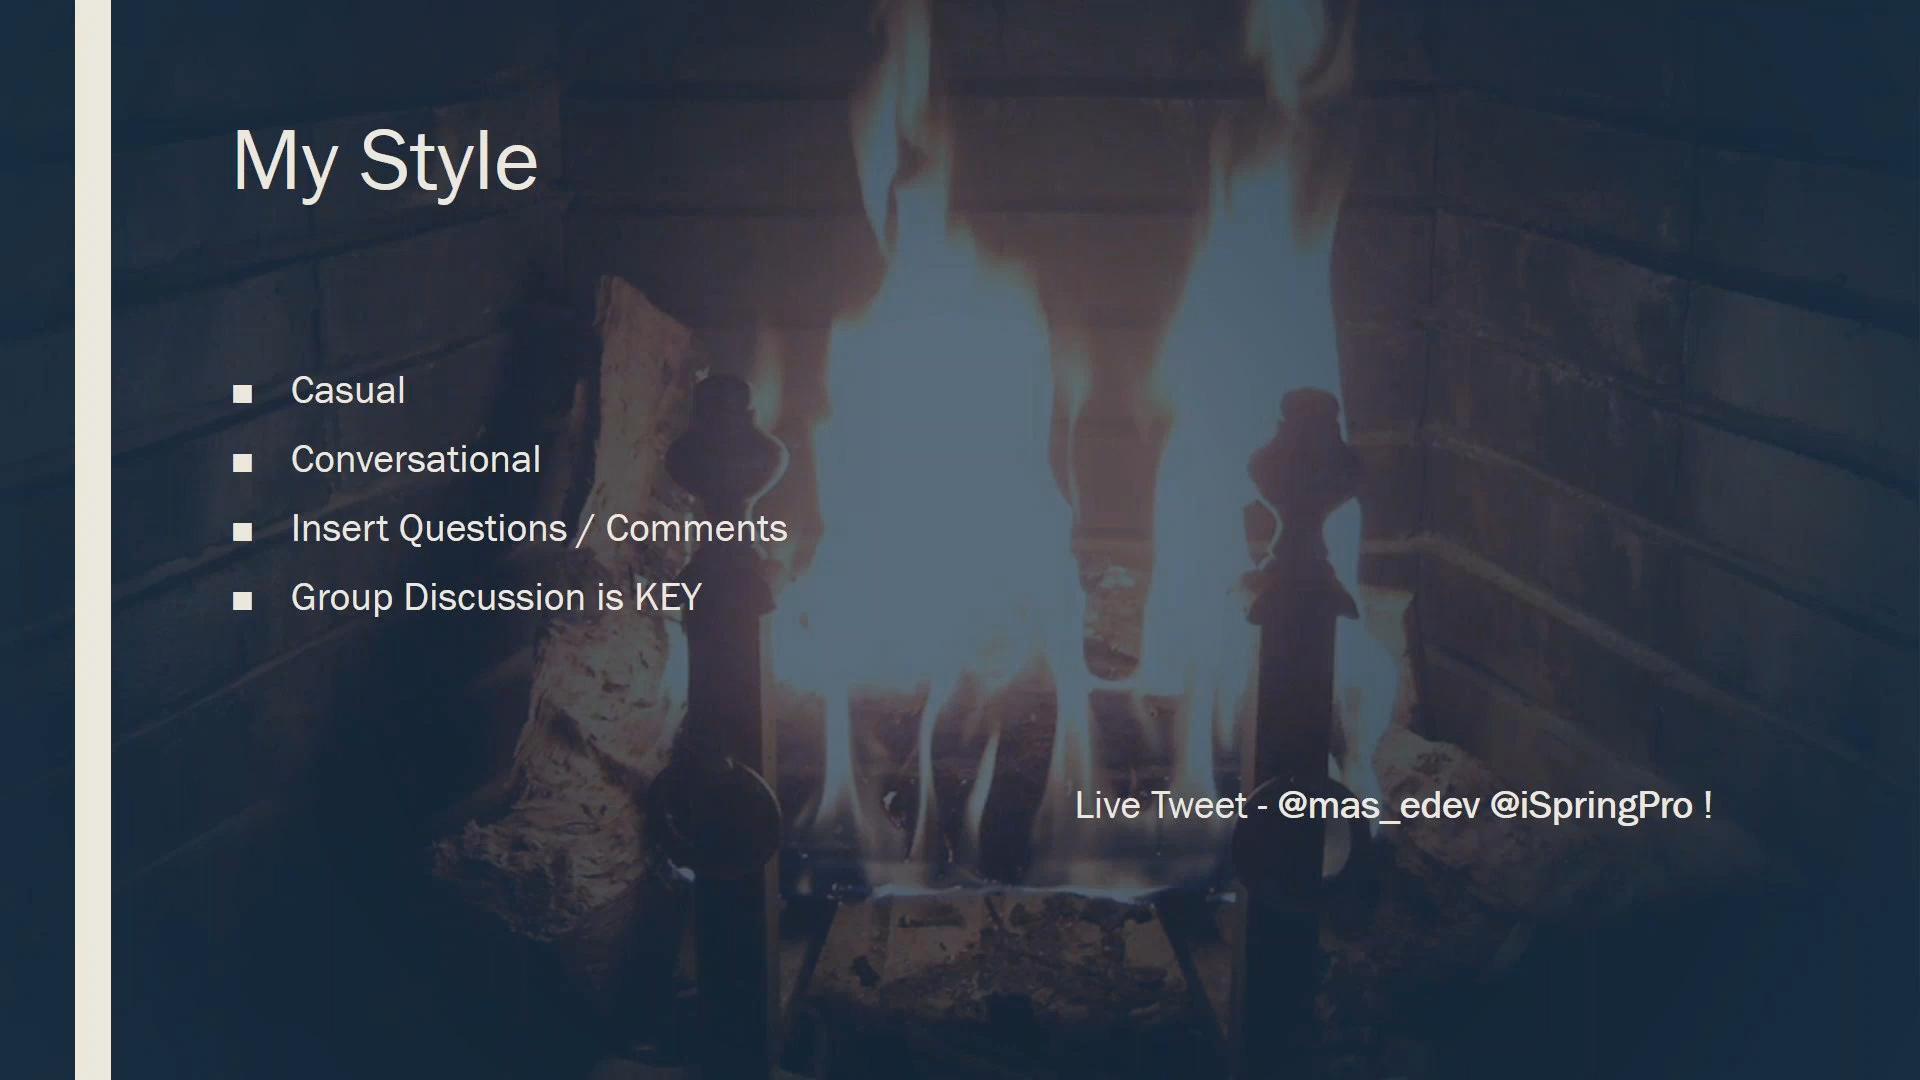 My Style
■ Casual
■ Conversational
■ Insert Questions / Comments
■ Group Discussion is KEY
Live Tweet - @mas_edev @iSpringPro !